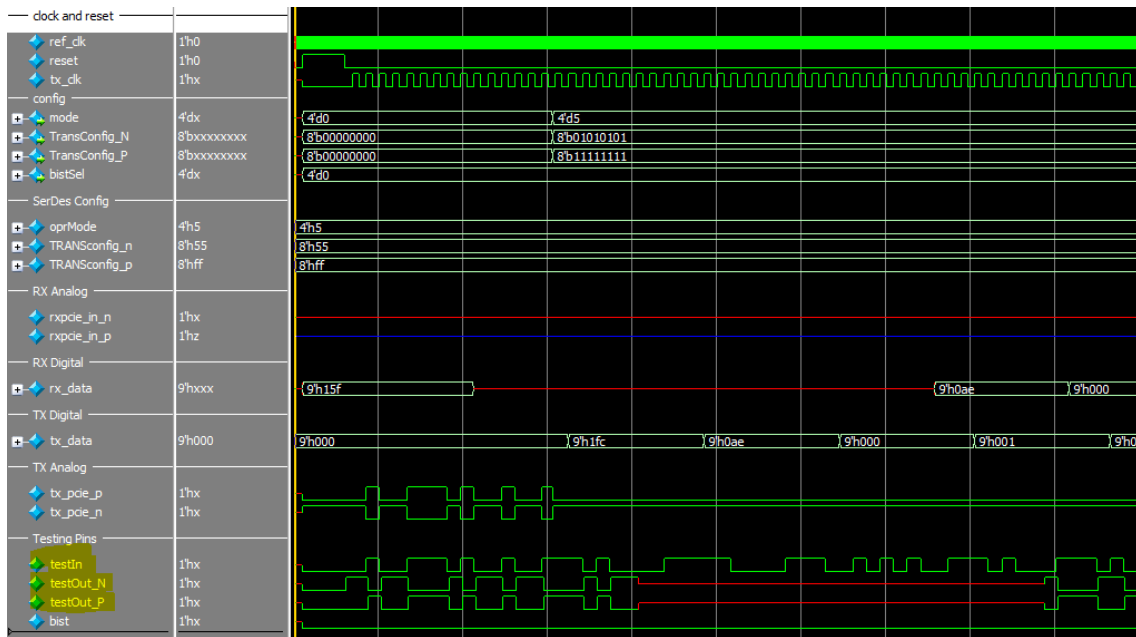 clock and reset
ref_clk 1'h0
reset 1'h0
tx_clk 1'hx
config
mode 4'dx 4'd0 4'd5
TransConfig_N 8'bxxxxxxxx 8'b00000000 8'b01010101
TransConfig_P 8'bxxxxxxxx 8'b00000000 8'b11111111
bistSel 4'dx 4'd0
SerDes Config
oprMode 4'h5 4'h5
TRANSconfig_n 8'h55 8'h55
TRANSconfig_p 8'hff 8'hff
RX Analog
rxpcie_in_n 1'hx
rxpcie_in_p 1'hz
RX Digital
rx_data 9'hxxx 9'h15f 9'h0ae 9'h000
TX Digital
tx_data 9'h000 9'h000 9'h1fc 9'h0ae 9'h000 9'h001 9'h0
TX Analog
tx_pcie_p 1'hx
tx_pcie_n 1'hx
Testing Pins
testIn 1'hx
testOut_N 1'hx
testOut_P 1'hx
bist 1'hx